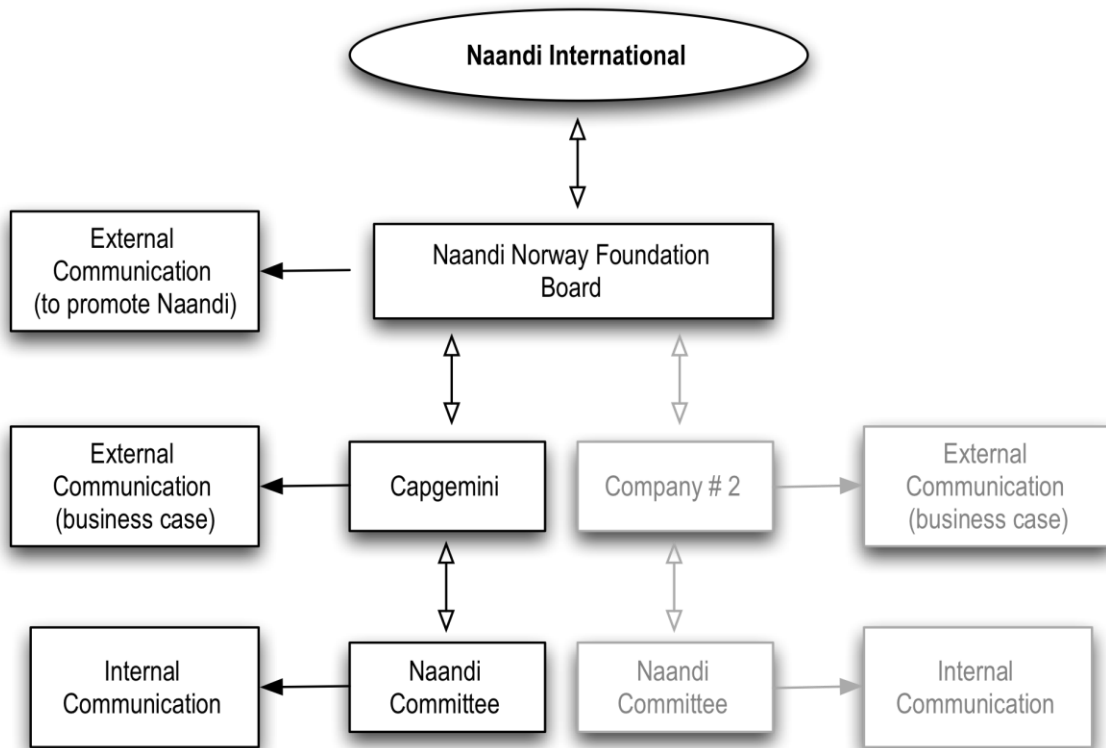 Naandi International
External
Communication
(to promote Naandi)
Naandi Norway Foundation
Board
External
Communication
(business case)
Capgemini
Company # 2
External
Communication
(business case)
Internal
Communication
Naandi
Committee
Naandi
Committee
Internal
Communication